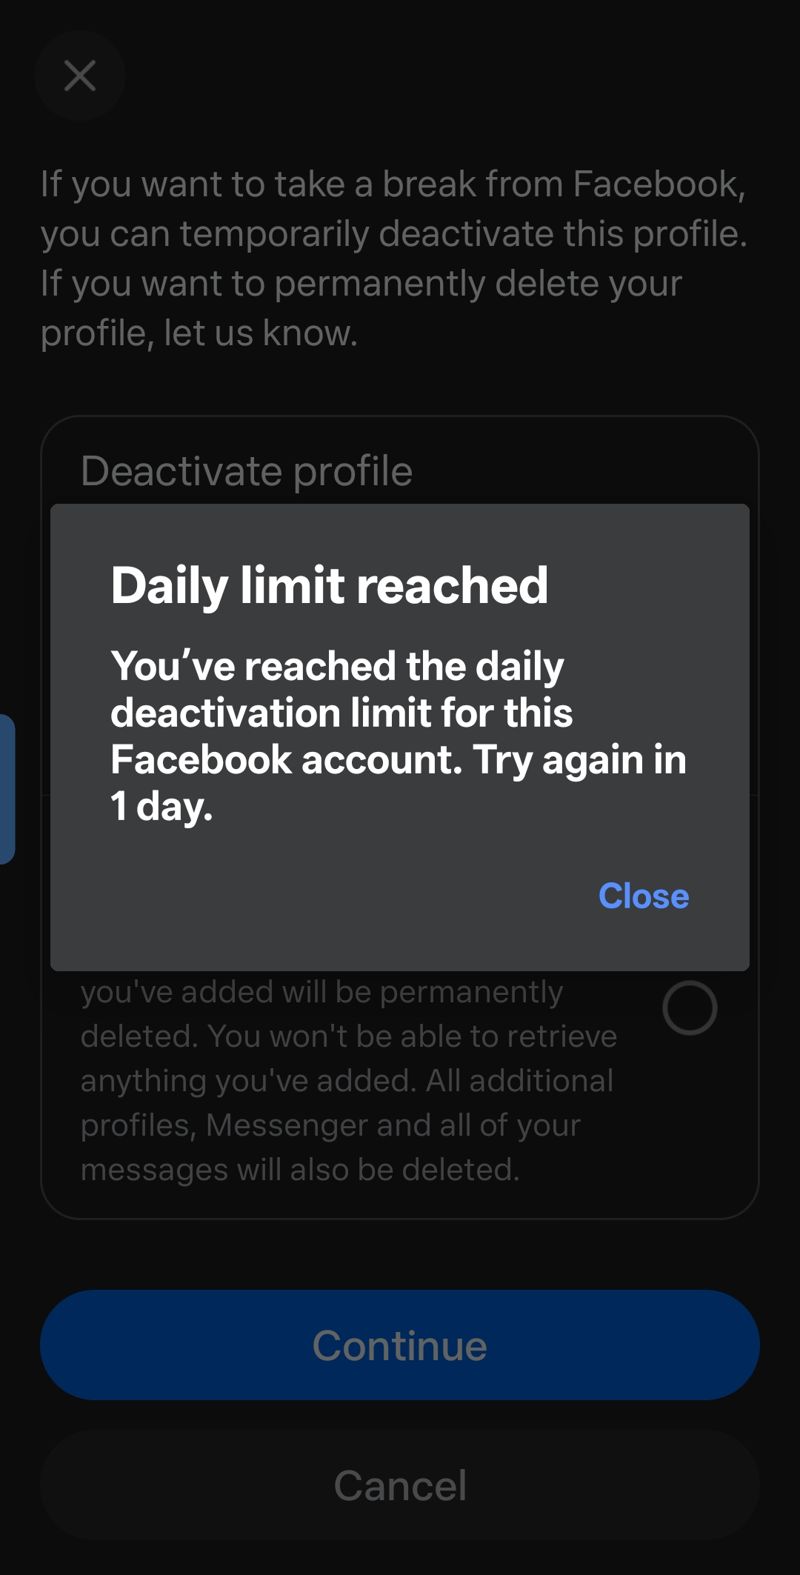 If you want to take a break from Facebook,
you can temporarily deactivate this profile.
If you want to permanently delete your
profile, let us know.
Deactivate profile
Daily limit reached
You’ve reached the daily
deactivation limit for this
Facebook account. Try again in
1 day.
Close
you've added will be permanently
deleted. You won't be able to retrieve
anything you've added. All additional
profiles, Messenger and all of your
messages will also be deleted.
Continue
Cancel